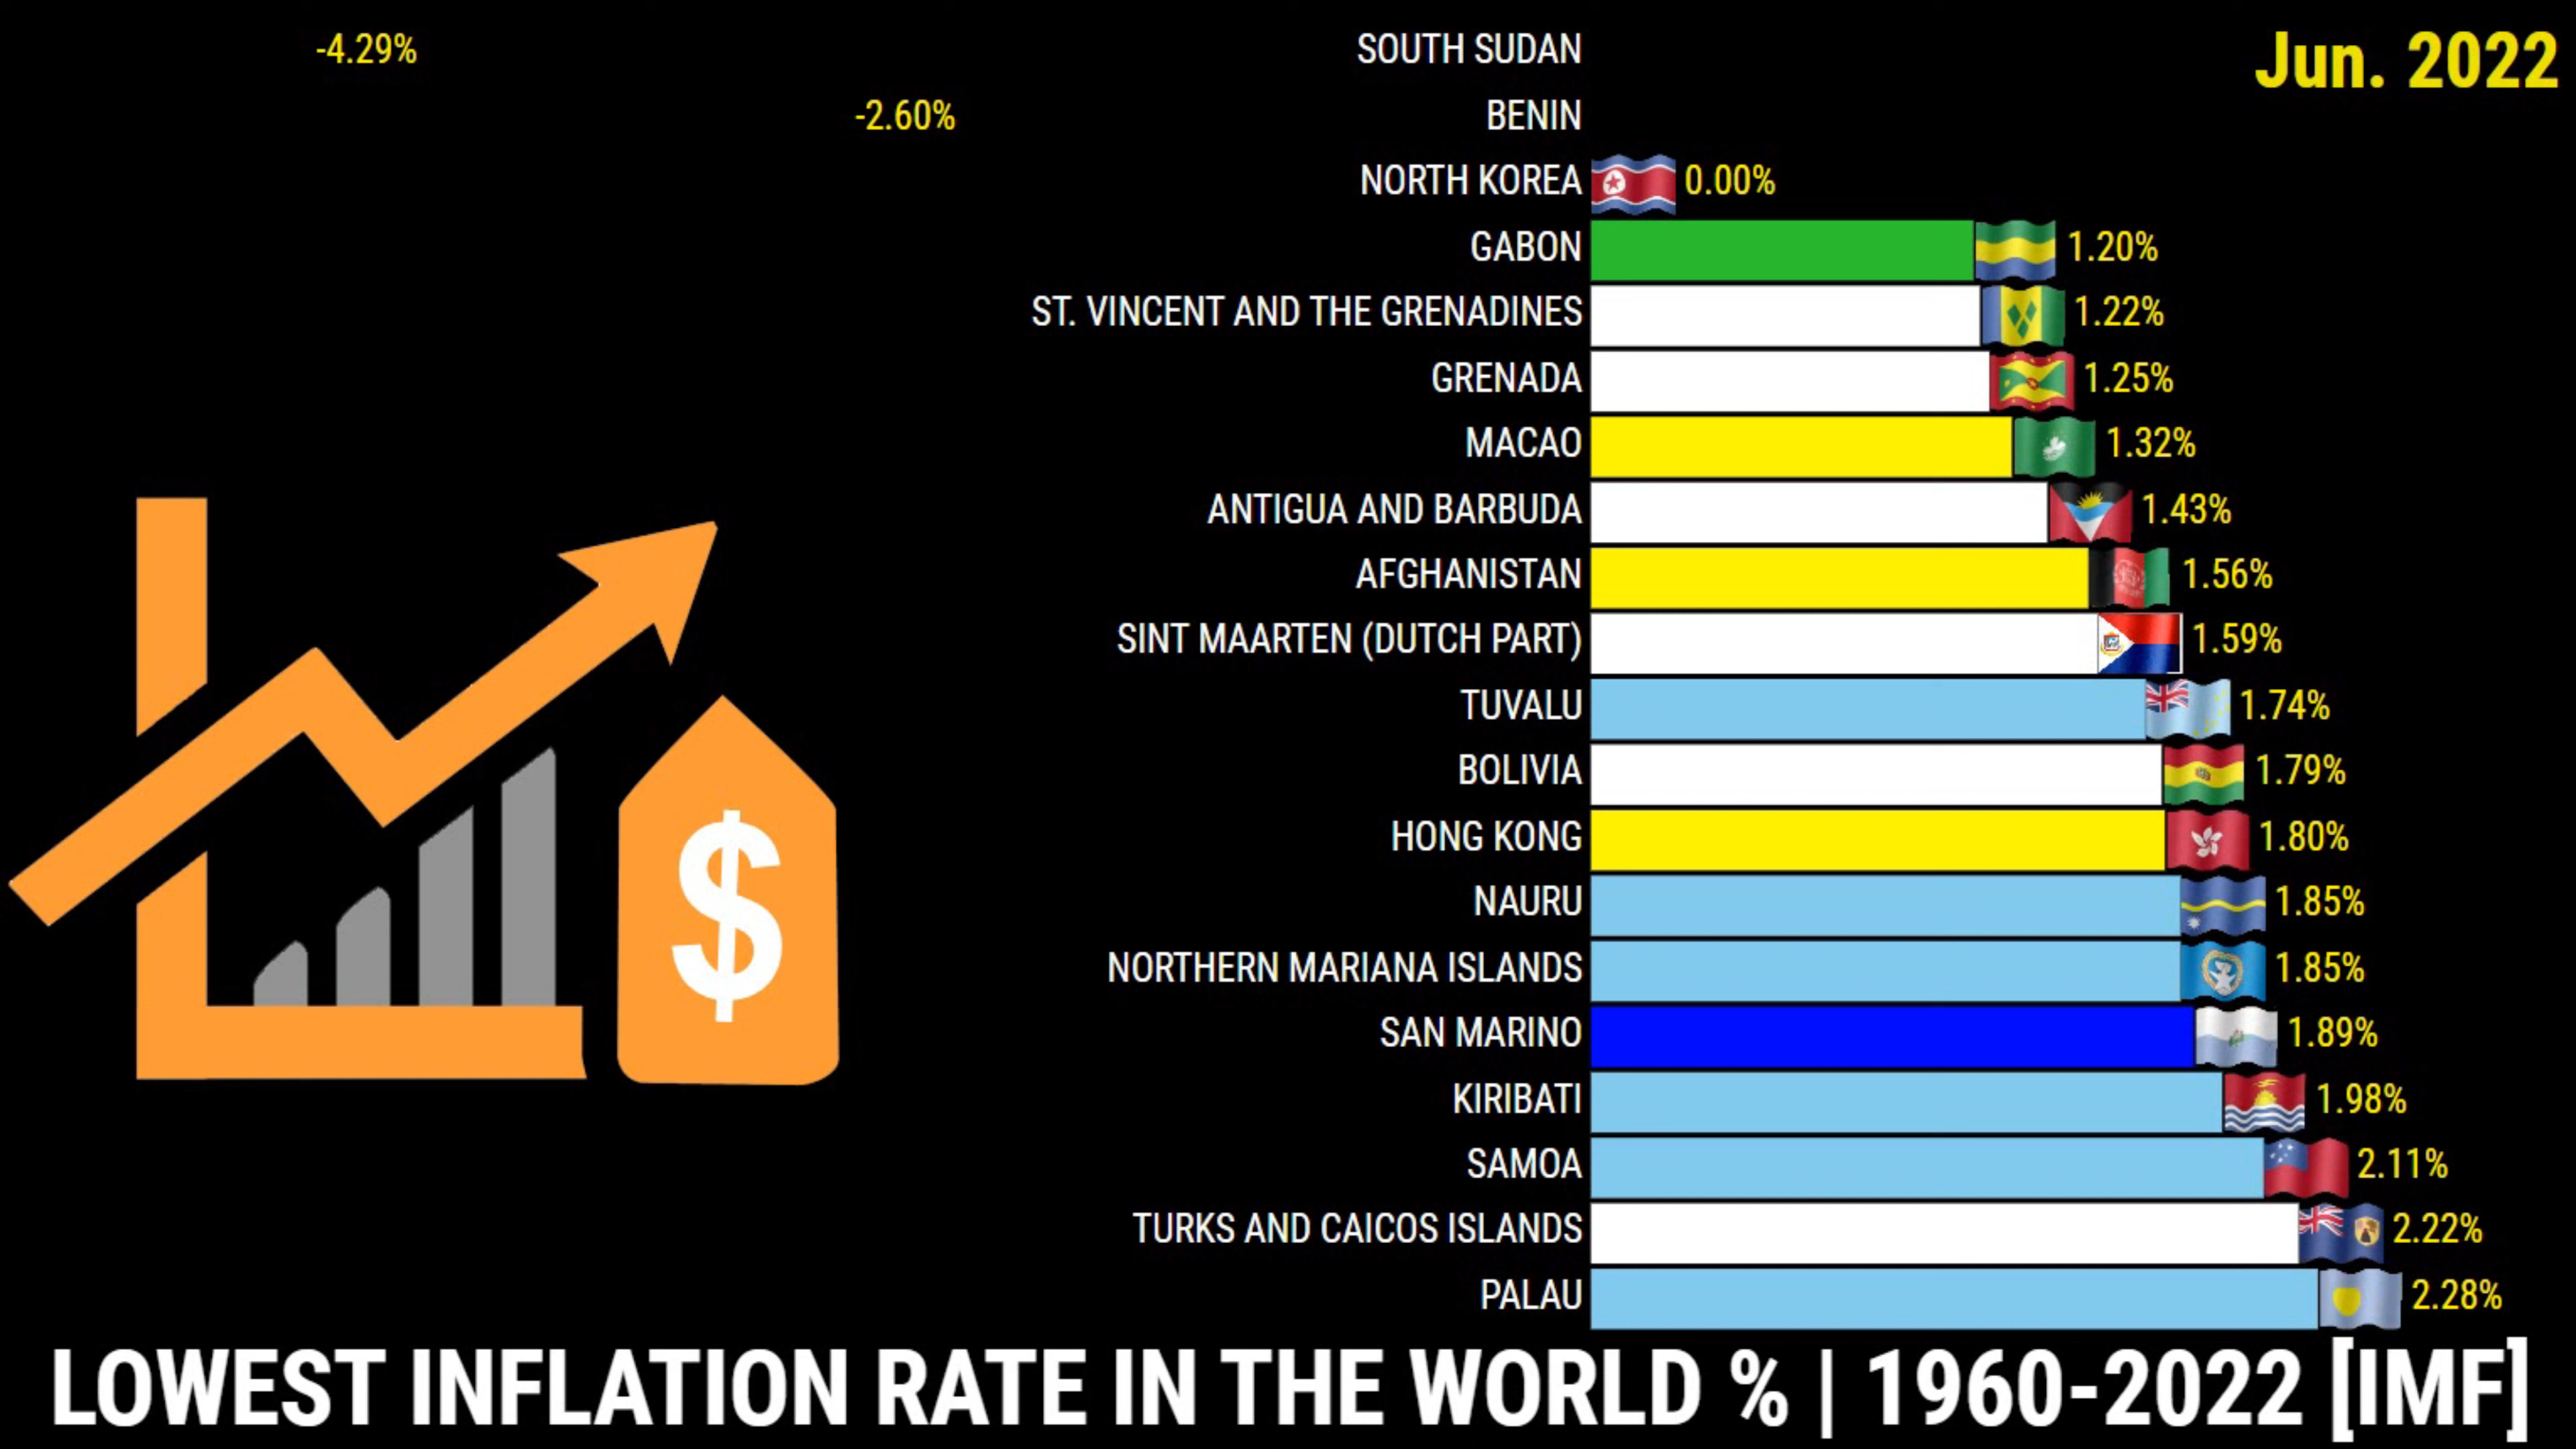 -4.29% SOUTH SUDAN
Jun. 2022
-2.60% BENIN
NORTH KOREA 0.00%
GABON 1.20%
ST. VINCENT AND THE GRENADINES 1.22%
GRENADA 1.25%
MACAO 1.32%
ANTIGUA AND BARBUDA 1.43%
AFGHANISTAN 1.56%
SINT MAARTEN (DUTCH PART) 1.59%
TUVALU 1.74%
BOLIVIA 1.79%
HONG KONG 1.80%
NAURU 1.85%
NORTHERN MARIANA ISLANDS 1.85%
SAN MARINO 1.89%
KIRIBATI 1.98%
SAMOA 2.11%
TURKS AND CAICOS ISLANDS 2.22%
PALAU 2.28%
$
LOWEST INFLATION RATE IN THE WORLD % | 1960-2022 [IMF]